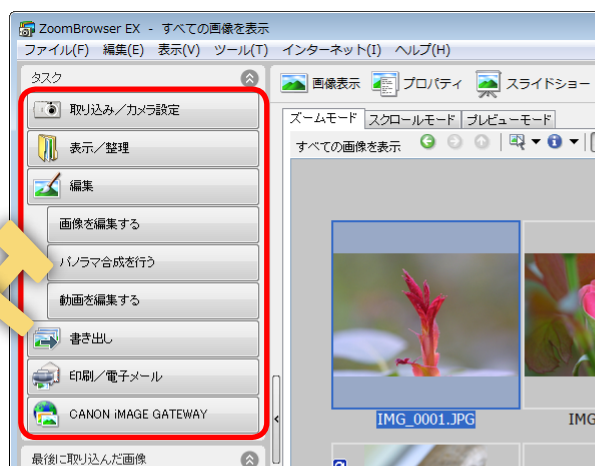 ZoomBrowser EX - すべての画像を表示
ファイル(F) 編集(E) 表示(V) ツール(T) インターネット(I) ヘルプ(H)
タスク
取り込み／カメラ設定
表示／整理
編集
画像を編集する
パノラマ合成を行う
動画を編集する
書き出し
印刷／電子メール
CANON iMAGE GATEWAY
最後に取り込んだ画像
画像表示 プロパティ スライドショー
ズームモード スクロールモード プレビューモード
すべての画像を表示
IMG_0001.JPG
IMG